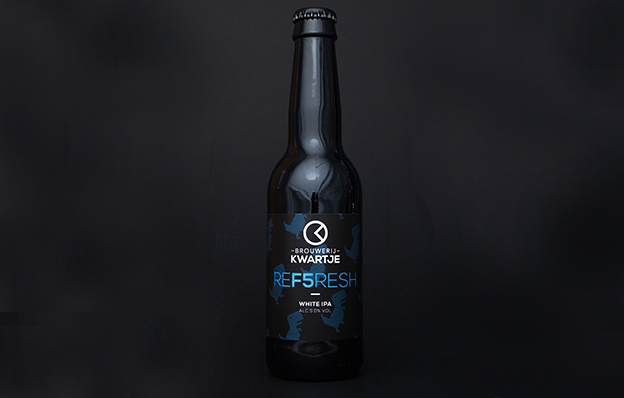 -BROUWERIJ-
KWARTJE
REF5RESH
WHITE IPA
ALC 5.0% VOL.